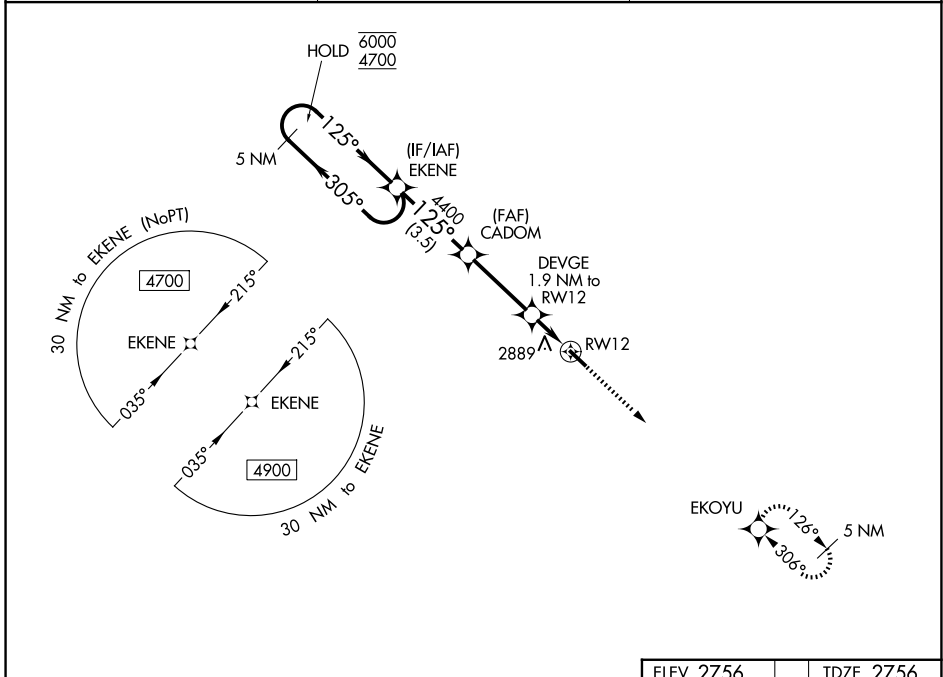 HOLD 6000
4700
125°
5 NM
305°
(IF/IAF)
EKENE
4400
125°
(3.5)
(FAF)
CADOM
DEVGE
1.9 NM to
RW12
2889
RW12
30 NM to EKENE (NoPT)
4700
215°
EKENE
035°
215°
EKENE
035°
4900
30 NM to EKENE
EKOYU
126°
5 NM
306°
ELEV 2756
TDZE 2756